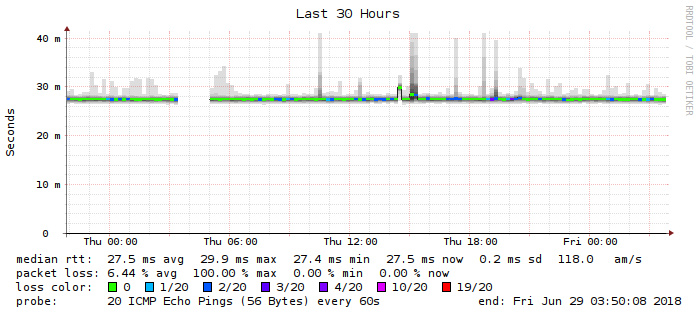 Last 30 Hours
RRDTOOL / TOBI OETIKER
Seconds
40 m
30 m
20 m
10 m
0
Thu 00:00 Thu 06:00 Thu 12:00 Thu 18:00 Fri 00:00
median rtt: 27.5 ms avg 29.9 ms max 27.4 ms min 27.5 ms now 0.2 ms sd 118.0 am/s
packet loss: 6.44 % avg 100.00 % max 0.00 % min 0.00 % now
loss color: 0 1/20 2/20 3/20 4/20 10/20 19/20
probe: 20 ICMP Echo Pings (56 Bytes) every 60s end: Fri Jun 29 03:50:08 2018